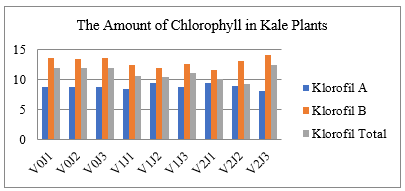 The Amount of Chlorophyll in Kale Plants
15
10
5
0
V0J1
V0J2
V0J3
V1J1
V1J2
V1J3
V2J1
V2J2
V2J3
Klorofil A
Klorofil B
Klorofil Total